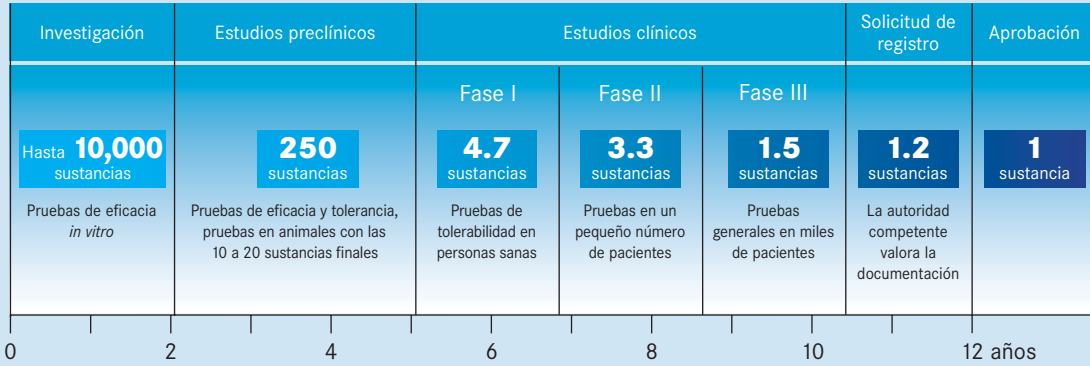 Investigación
Estudios preclínicos
Estudios clínicos
Solicitud de
registro
Aprobación
Fase I
Fase II
Fase III
Hasta 10,000
sustancias
250
sustancias
4.7
sustancias
3.3
sustancias
1.5
sustancias
1.2
sustancias
1
sustancia
Pruebas de eficacia
in vitro
Pruebas de eficacia y tolerancia,
pruebas en animales con las
10 a 20 sustancias finales
Pruebas de
tolerabilidad en
personas sanas
Pruebas en un
pequeño número
de pacientes
Pruebas
generales en miles
de pacientes
La autoridad
competente
valora la
documentación
0 2 4 6 8 10 12 años